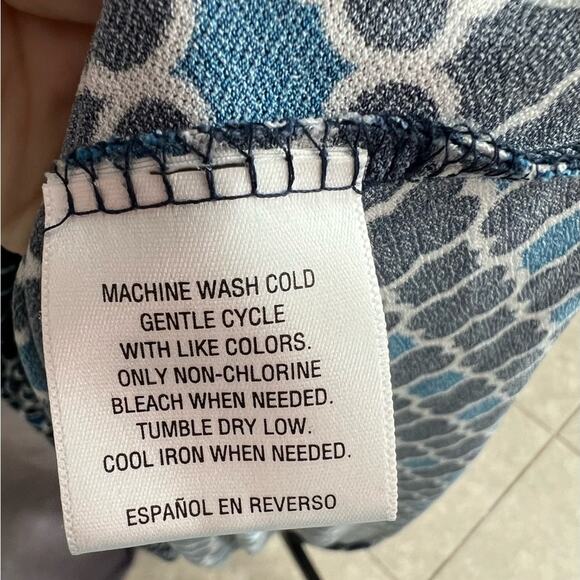 MACHINE WASH COLD
GENTLE CYCLE
WITH LIKE COLORS.
ONLY NON-CHLORINE
BLEACH WHEN NEEDED.
TUMBLE DRY LOW.
COOL IRON WHEN NEEDED.
ESPAÑOL EN REVERSO